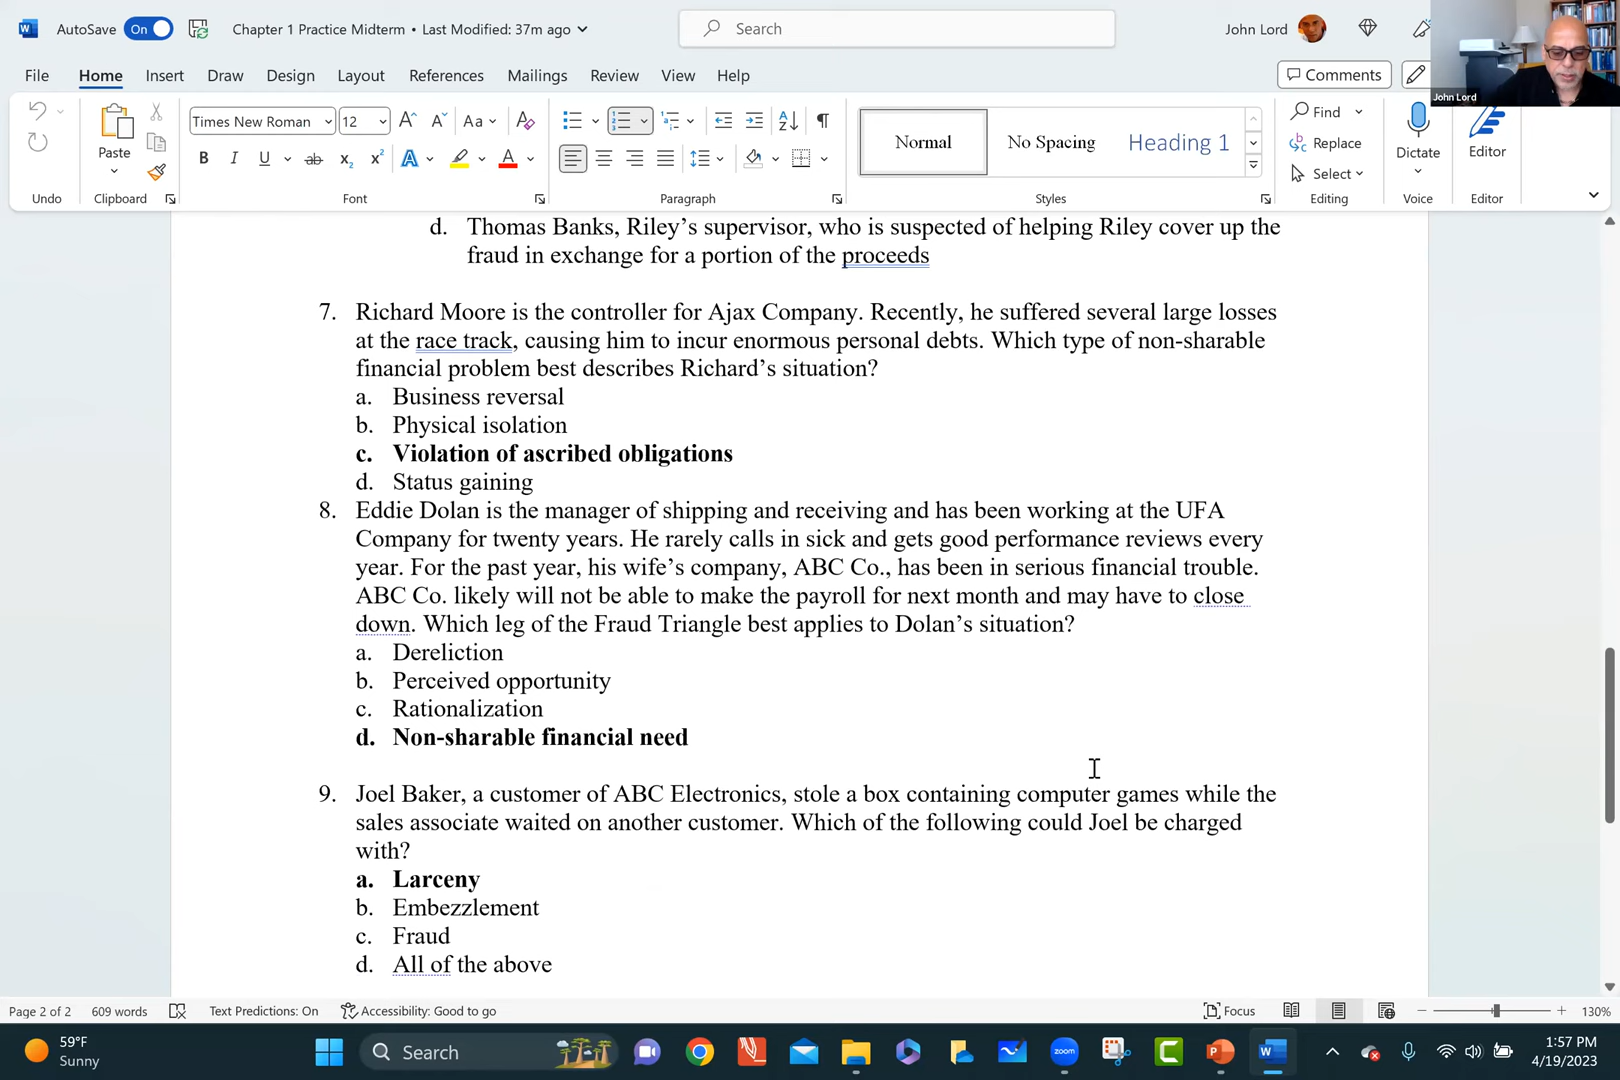 AutoSave On Chapter 1 Practice Midterm • Last Modified: 37m ago Search John Lord
John Lord
File Home Insert Draw Design Layout References Mailings Review View Help Comments
Times New Roman 12 Aa Find
Paste Normal No Spacing Heading 1 Replace Dictate Editor
B I U ab x₂ x² A A Select
Undo Clipboard Font Paragraph Styles Editing Voice Editor
d. Thomas Banks, Riley's supervisor, who is suspected of helping Riley cover up the
fraud in exchange for a portion of the proceeds
7. Richard Moore is the controller for Ajax Company. Recently, he suffered several large losses
at the race track, causing him to incur enormous personal debts. Which type of non-sharable
financial problem best describes Richard's situation?
a. Business reversal
b. Physical isolation
c. Violation of ascribed obligations
d. Status gaining
8. Eddie Dolan is the manager of shipping and receiving and has been working at the UFA
Company for twenty years. He rarely calls in sick and gets good performance reviews every
year. For the past year, his wife's company, ABC Co., has been in serious financial trouble.
ABC Co. likely will not be able to make the payroll for next month and may have to close
down. Which leg of the Fraud Triangle best applies to Dolan's situation?
a. Dereliction
b. Perceived opportunity
c. Rationalization
d. Non-sharable financial need
9. Joel Baker, a customer of ABC Electronics, stole a box containing computer games while the
sales associate waited on another customer. Which of the following could Joel be charged
with?
a. Larceny
b. Embezzlement
c. Fraud
d. All of the above
Page 2 of 2 609 words Text Predictions: On Accessibility: Good to go Focus 130%
59°F
Sunny
Search
zoom
1:57 PM
4/19/2023